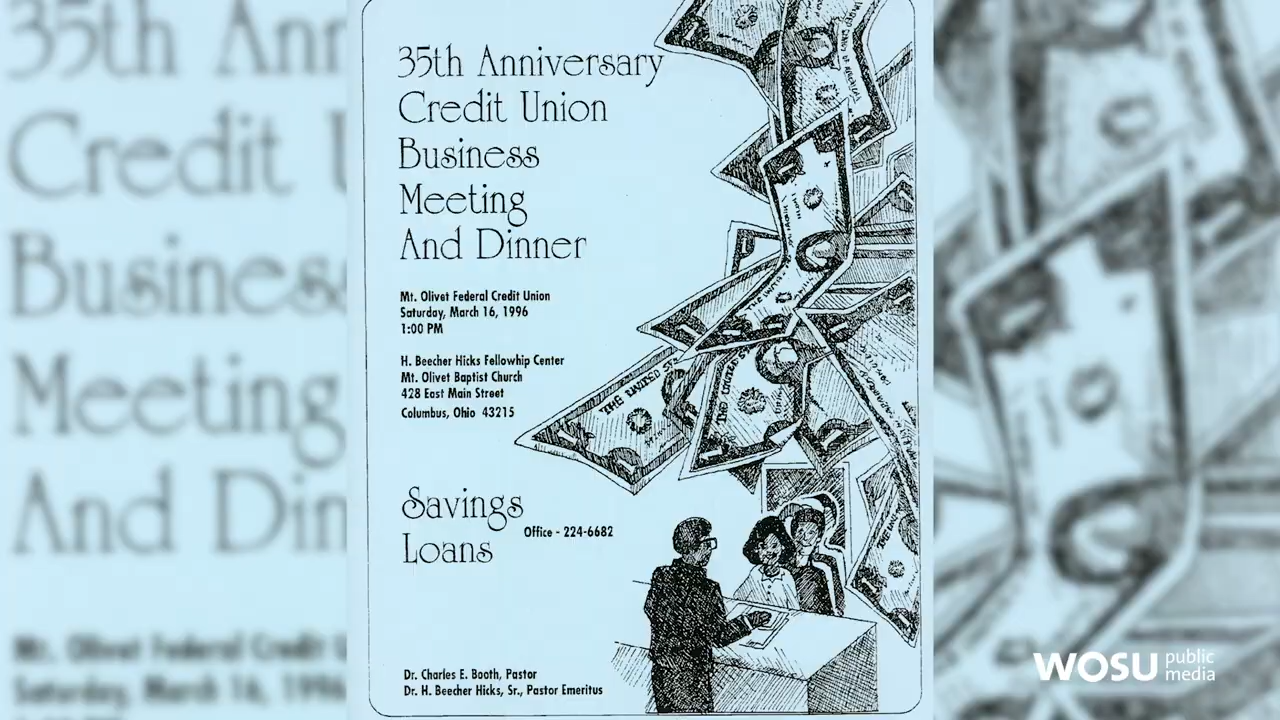 35th Anniversary
Credit Union
Business
Meeting
And Dinner
Mt. Olivet Federal Credit Union
Saturday, March 16, 1996
1:00 PM
H. Beecher Hicks Fellowhip Center
Mt. Olivet Baptist Church
428 East Main Street
Columbus, Ohio 43215
Savings
Office - 224-6682
Loans
Dr. Charles E. Booth, Pastor
Dr. H. Beecher Hicks, Sr., Pastor Emeritus
WOSU public
media